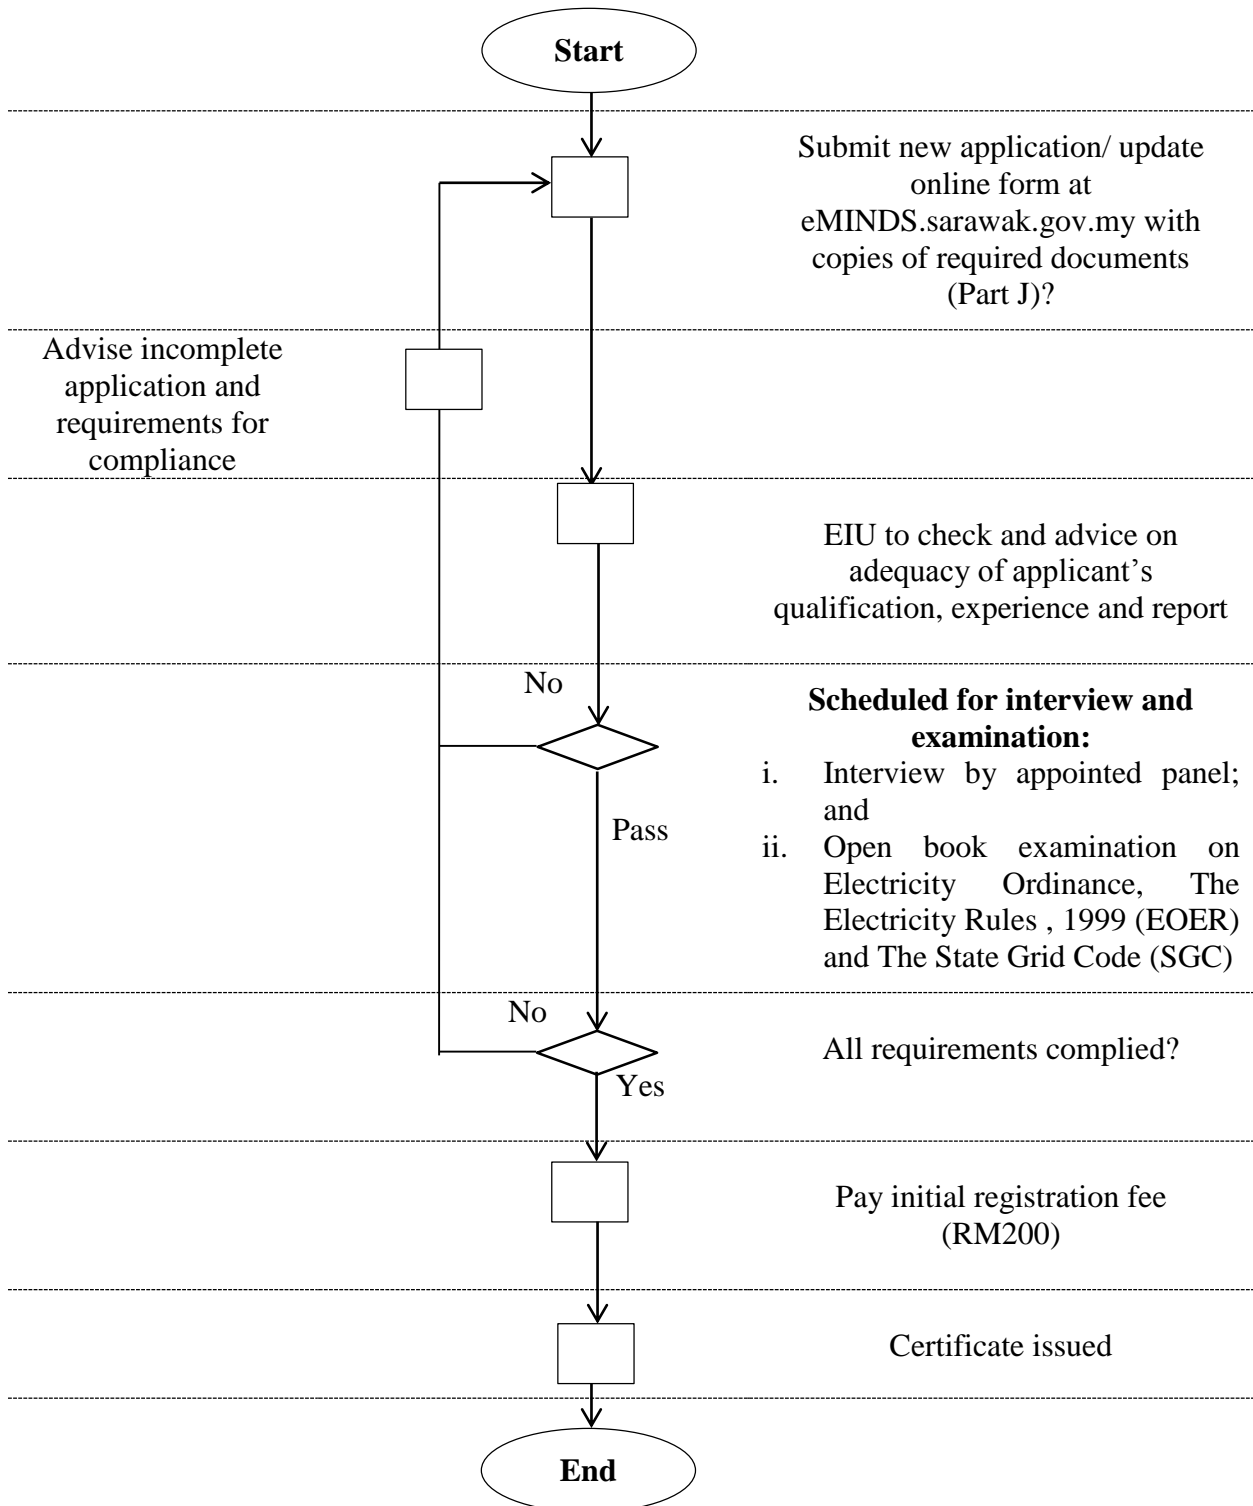 Start
Submit new application/ update
online form at
eMINDS.sarawak.gov.my with
copies of required documents
(Part J)?
Advise incomplete
application and
requirements for
compliance
EIU to check and advice on
adequacy of applicant’s
qualification, experience and report
No
Scheduled for interview and
examination:
i. Interview by appointed panel;
and
Pass
ii. Open book examination on
Electricity Ordinance, The
Electricity Rules , 1999 (EOER)
and The State Grid Code (SGC)
No
All requirements complied?
Yes
Pay initial registration fee
(RM200)
Certificate issued
End